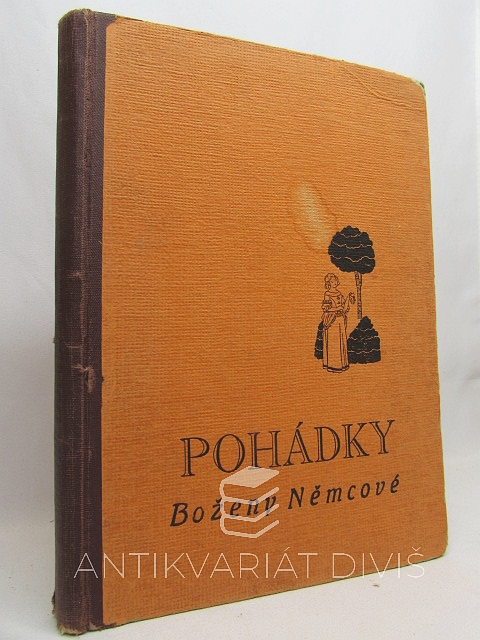 POHÁDKY
Boženy Němcové
ANTIKVARIÁT DIVIŠ